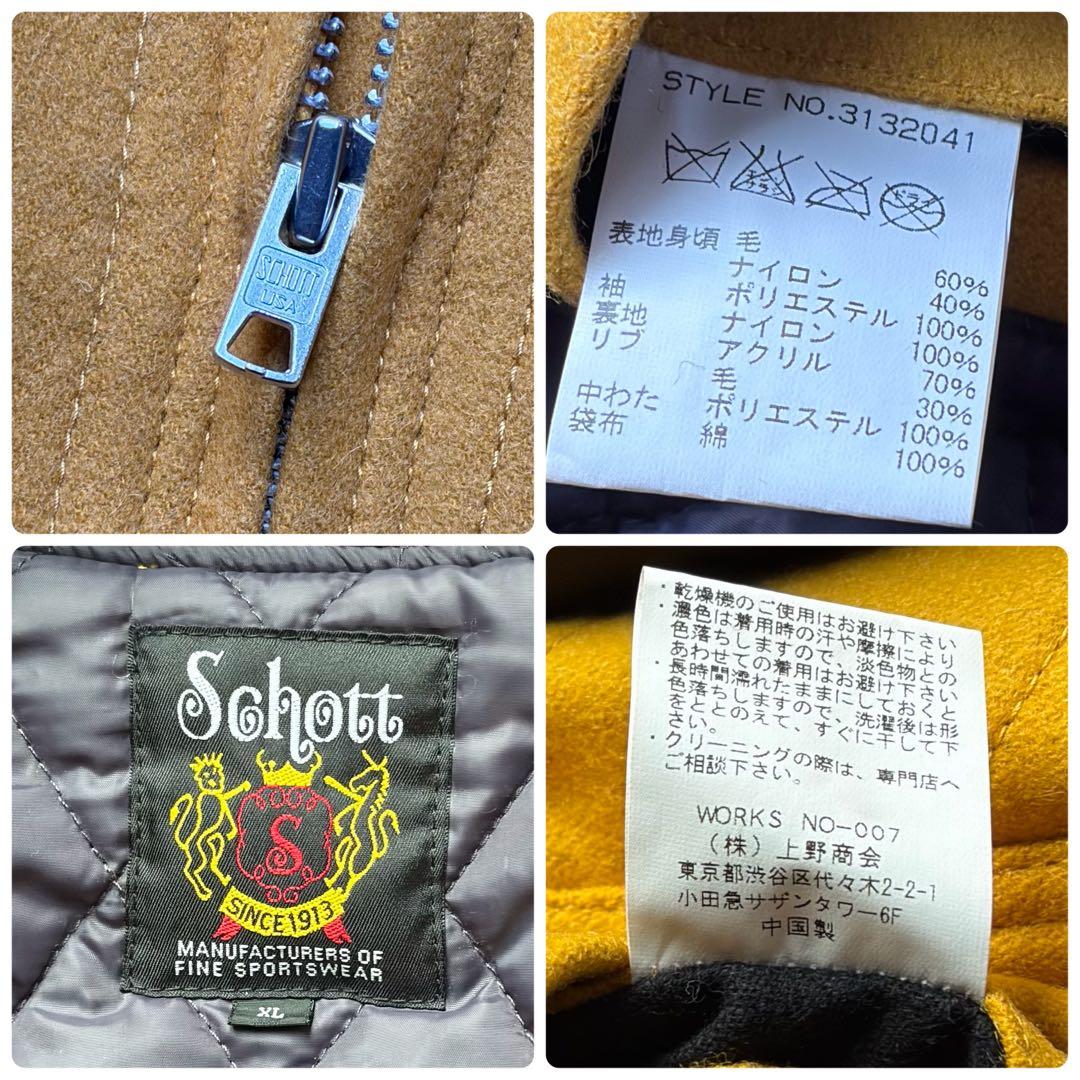 SCHOTT
USA
STYLE NO.3132041
エンソ
サラシ
ドライ
表地身頃 毛 60%
ナイロン 40%
袖 ポリエステル 100%
裏地 ナイロン 100%
リブ アクリル 70%
毛 30%
中わた ポリエステル 100%
袋布 綿 100%
Schott
S
SINCE 1913
MANUFACTURERS OF
FINE SPORTSWEAR
XL
・乾燥機のご使用はお避け下さい
・濃色は着用時の汗や摩擦により
色落ちしますので、淡色物との
あわせての着用はお避け下さい
・長時間濡れたままにしておくと
色落ちしますので、洗濯後は形
をととのえて、すぐに干して下
さい。
・クリーニングの際は、専門店へ
ご相談下さい。
WORKS NO-007
(株)上野商会
東京都渋谷区代々木2-2-1
小田急サザンタワー6F
中国製